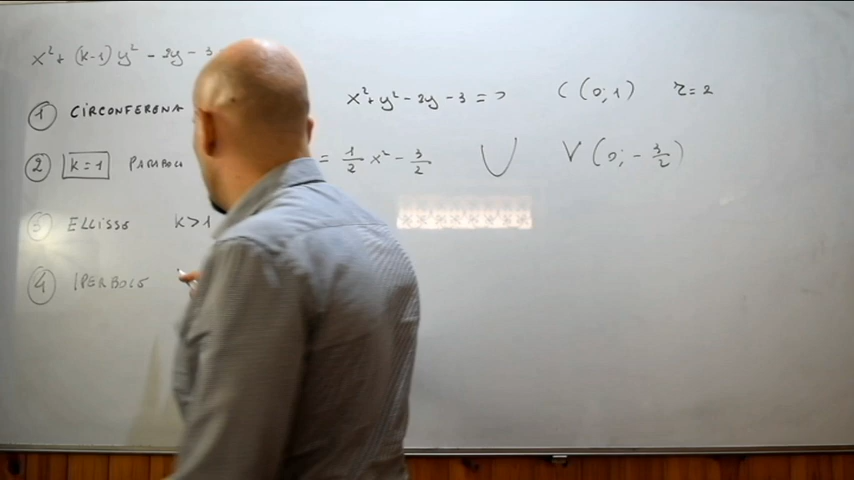 x² + (k-1) y² - 2y - 3
① CIRCONFERENA x² + y² - 2y - 3 = 0 C (0; 1) r = 2
② k = 1 PARABOL = 1/2 x² - 3/2 V (0; - 3/2)
③ ELLISSE k > 1
④ IPERBOLE